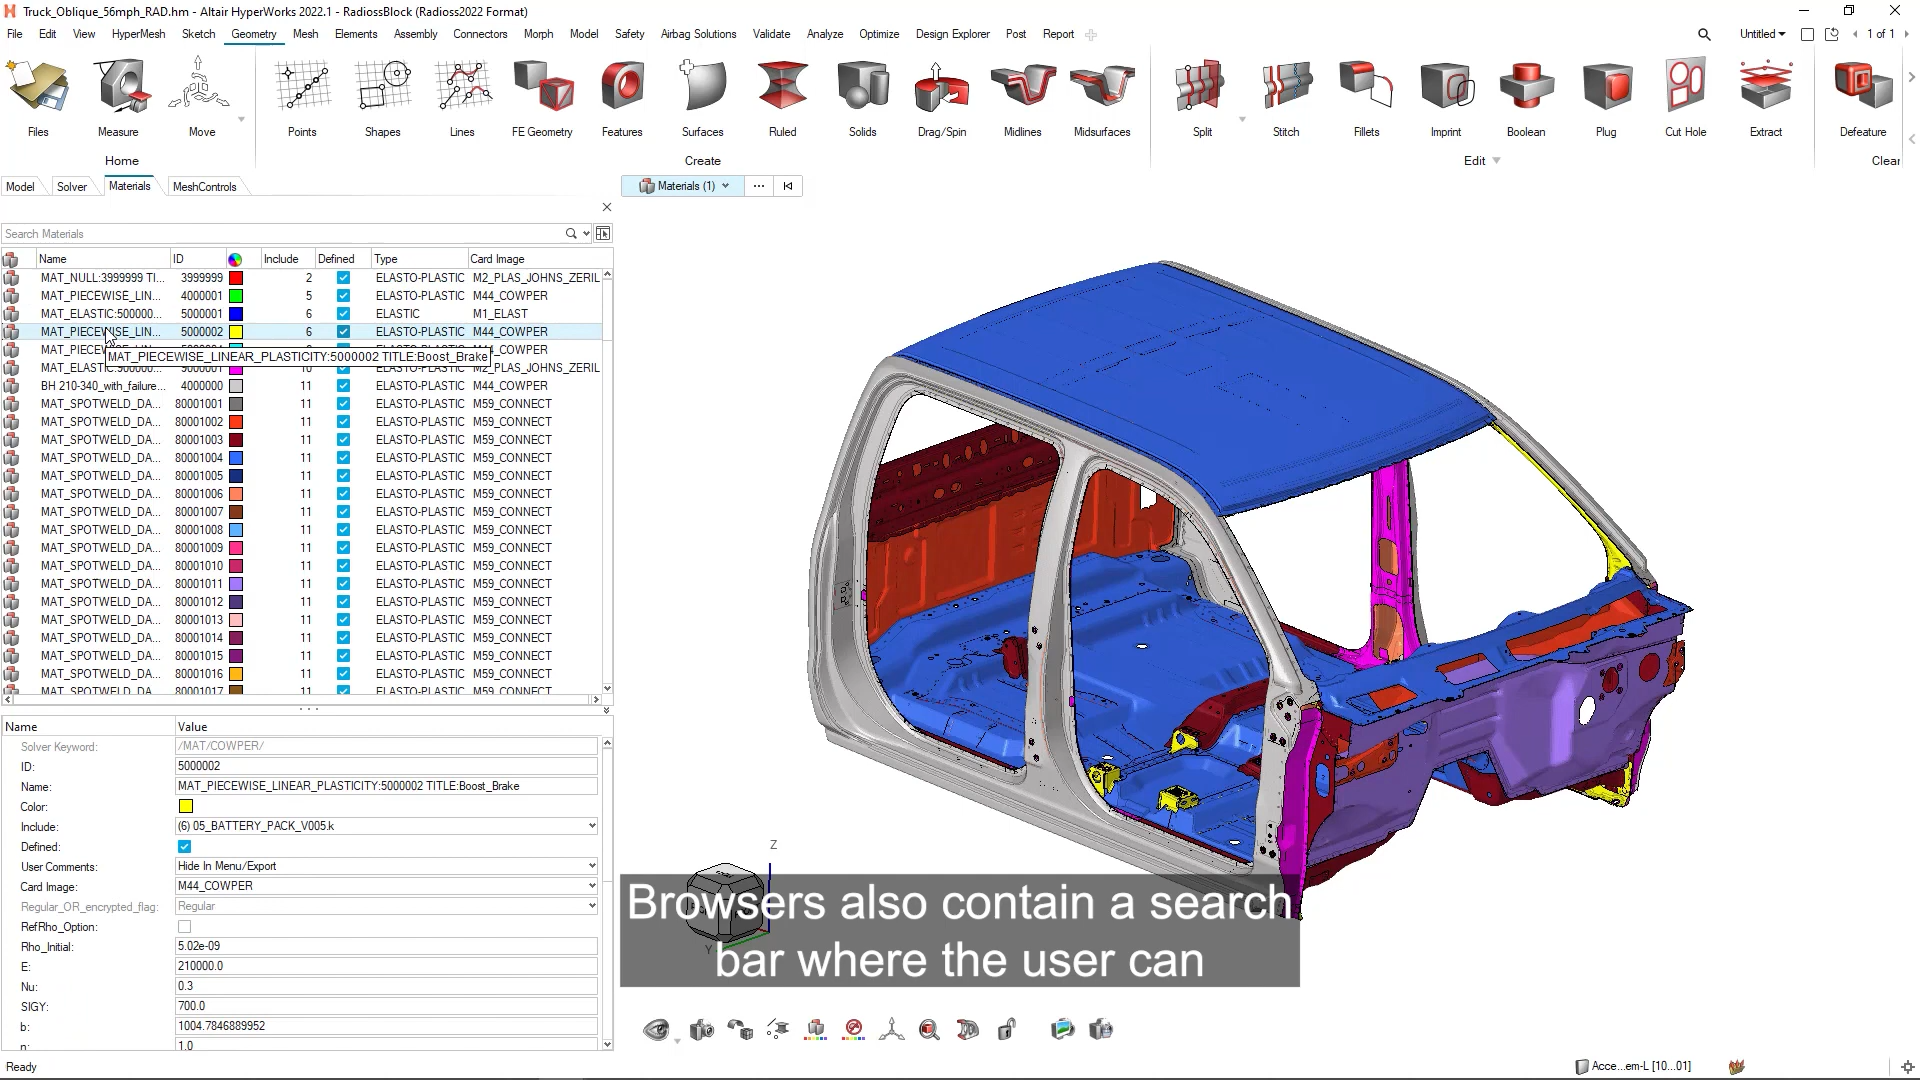 Truck_Oblique_56mph_RAD.hm - Altair HyperWorks 2022.1 - RadiossBlock (Radioss2022 Format)
File Edit View HyperMesh Sketch Geometry Mesh Elements Assembly Connectors Morph Model Safety Airbag Solutions Validate Analyze Optimize Design Explorer Post Report Untitled 1 of 1
Files Measure Move Points Shapes Lines FE Geometry Features Surfaces Ruled Solids Drag/Spin Midlines Midsurfaces Split Stitch Fillets Imprint Boolean Plug Cut Hole Extract Defeature
Home Create Edit Clear
Model Solver Materials MeshControls Materials (1)
Search Materials
Name ID Include Defined Type Card Image
MAT_NULL:3999999 TI... 3999999 2 ELASTO-PLASTIC M2_PLAS_JOHNS_ZERIL
MAT_PIECEWISE_LIN... 4000001 5 ELASTO-PLASTIC M44_COWPER
MAT_ELASTIC:500000... 5000001 6 ELASTIC M1_ELAST
MAT_PIECEWISE_LIN... 5000002 6 ELASTO-PLASTIC M44_COWPER
MAT_PIECEWISE_LINEAR_PLASTICITY:5000002 TITLE:Boost_Brake
MAT_ELASTIC:900000... 9000001 10 ELASTO-PLASTIC M2_PLAS_JOHNS_ZERIL
BH 210-340_with_failure... 4000000 11 ELASTO-PLASTIC M44_COWPER
MAT_SPOTWELD_DA... 80001001 11 ELASTO-PLASTIC M59_CONNECT
MAT_SPOTWELD_DA... 80001002 11 ELASTO-PLASTIC M59_CONNECT
MAT_SPOTWELD_DA... 80001003 11 ELASTO-PLASTIC M59_CONNECT
MAT_SPOTWELD_DA... 80001004 11 ELASTO-PLASTIC M59_CONNECT
MAT_SPOTWELD_DA... 80001005 11 ELASTO-PLASTIC M59_CONNECT
MAT_SPOTWELD_DA... 80001006 11 ELASTO-PLASTIC M59_CONNECT
MAT_SPOTWELD_DA... 80001007 11 ELASTO-PLASTIC M59_CONNECT
MAT_SPOTWELD_DA... 80001008 11 ELASTO-PLASTIC M59_CONNECT
MAT_SPOTWELD_DA... 80001009 11 ELASTO-PLASTIC M59_CONNECT
MAT_SPOTWELD_DA... 80001010 11 ELASTO-PLASTIC M59_CONNECT
MAT_SPOTWELD_DA... 80001011 11 ELASTO-PLASTIC M59_CONNECT
MAT_SPOTWELD_DA... 80001012 11 ELASTO-PLASTIC M59_CONNECT
MAT_SPOTWELD_DA... 80001013 11 ELASTO-PLASTIC M59_CONNECT
MAT_SPOTWELD_DA... 80001014 11 ELASTO-PLASTIC M59_CONNECT
MAT_SPOTWELD_DA... 80001015 11 ELASTO-PLASTIC M59_CONNECT
MAT_SPOTWELD_DA... 80001016 11 ELASTO-PLASTIC M59_CONNECT
MAT_SPOTWELD_DA... 80001017 11 ELASTO-PLASTIC M59_CONNECT
Name Value
Solver Keyword: /MAT/COWPER/
ID: 5000002
Name: MAT_PIECEWISE_LINEAR_PLASTICITY:5000002 TITLE:Boost_Brake
Color:
Include: (6) 05_BATTERY_PACK_V005.k
Defined:
User Comments: Hide In Menu/Export
Card Image: M44_COWPER
Regular_OR_encrypted_flag: Regular
RefRho_Option:
Rho_Initial: 5.02e-09
E: 210000.0
Nu: 0.3
SIGY: 700.0
b: 1004.7846889952
n: 1.0
Z
Y
Browsers also contain a search
bar where the user can
Ready
Acce...em-L [10...01]